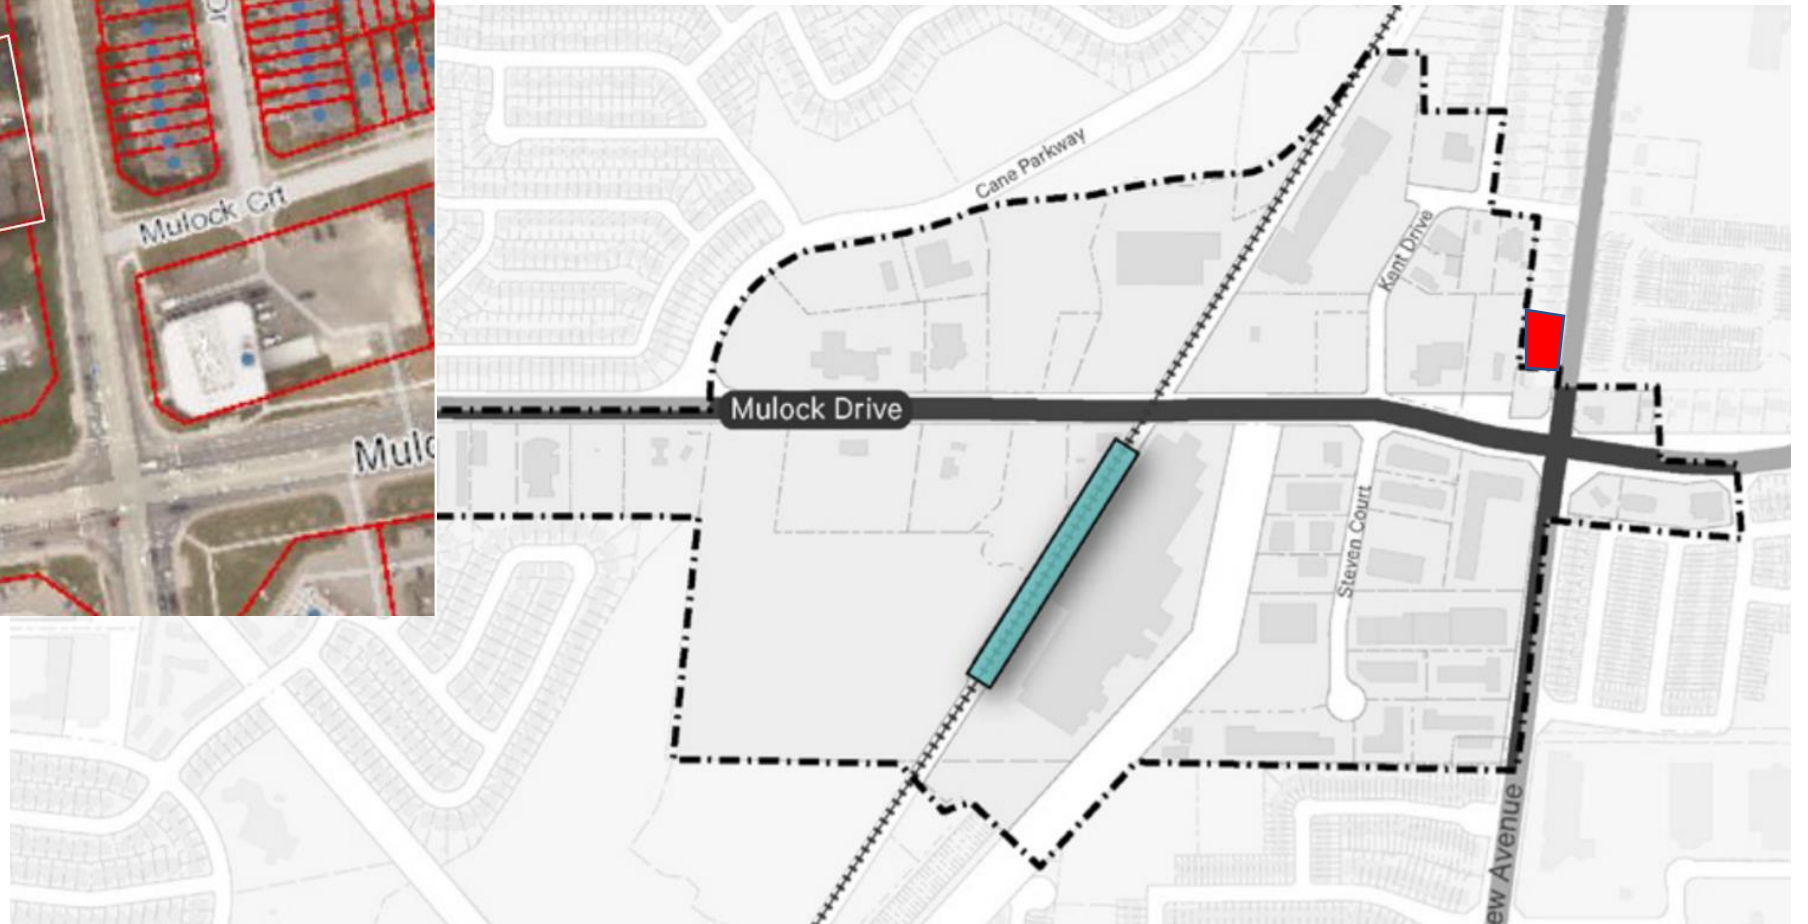 Mulock Crt
Mulo
Cane Parkway
Kent Drive
Mulock Drive
Steven Court
ew Avenue